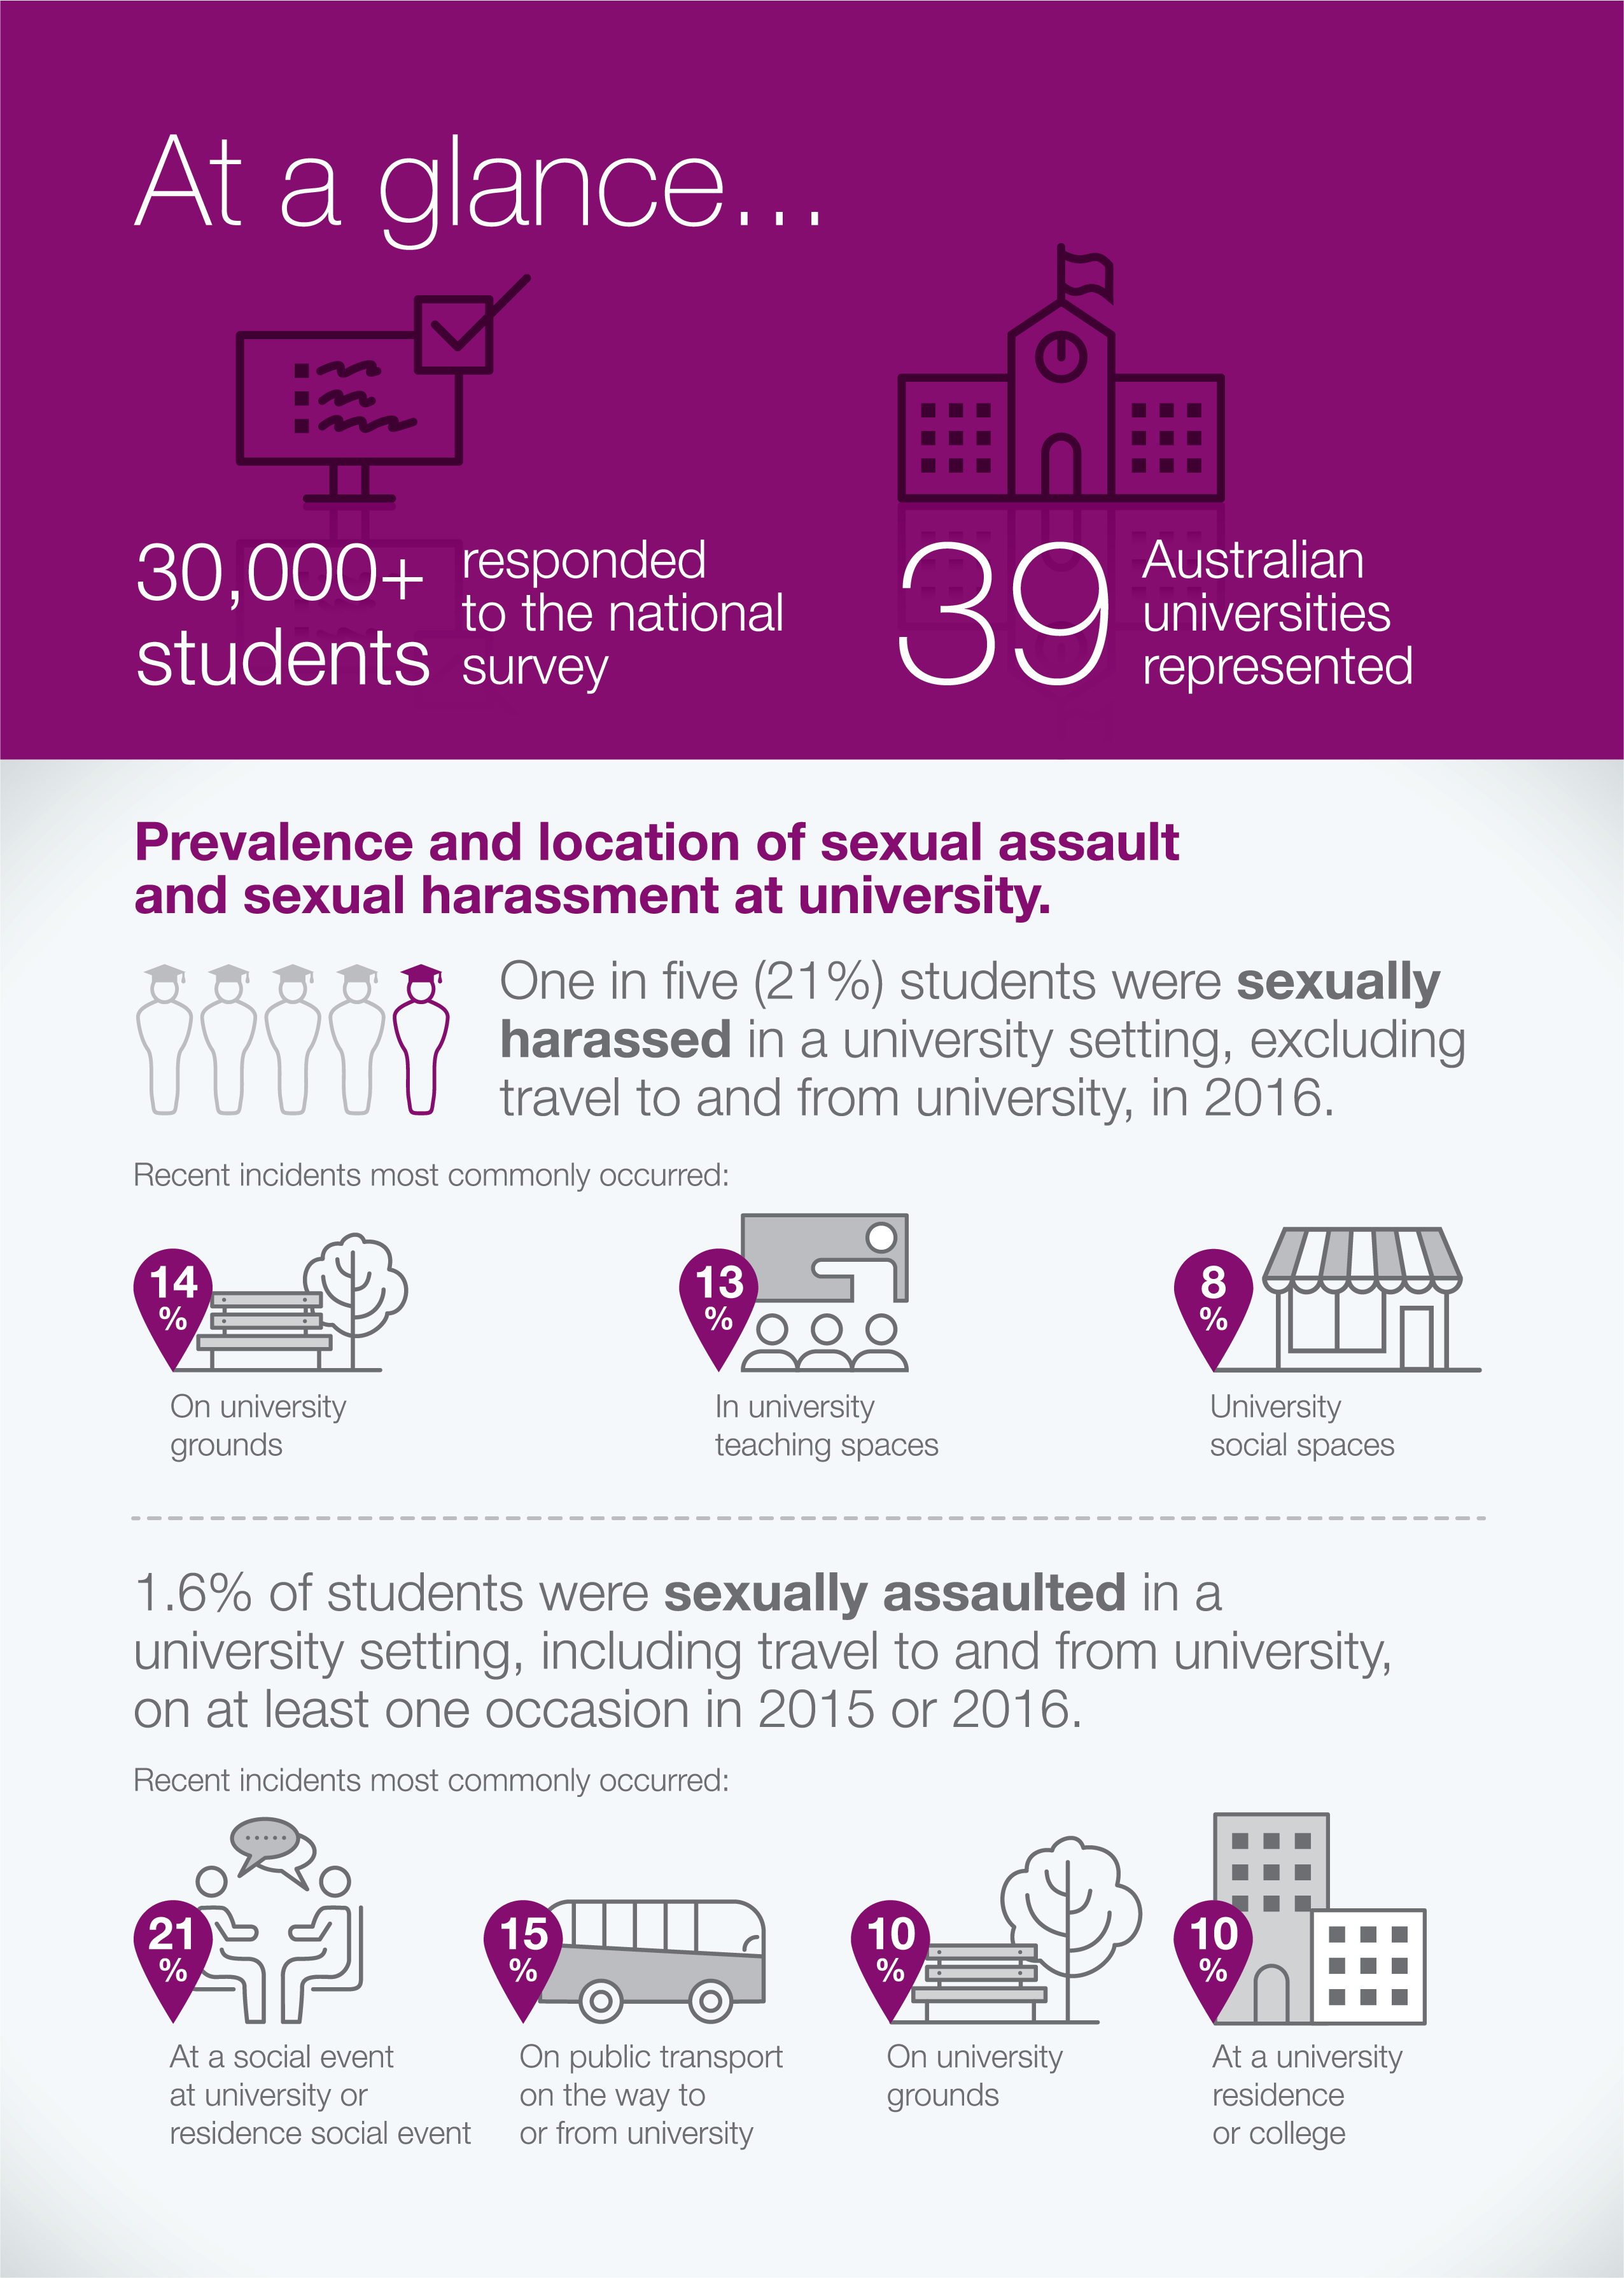 At a glance...
30,000+
students
responded
to the national
survey
39
Australian
universities
represented
Prevalence and location of sexual assault
and sexual harassment at university.
One in five (21%) students were sexually
harassed in a university setting, excluding
travel to and from university, in 2016.
Recent incidents most commonly occurred:
14
%
On university
grounds
13
%
In university
teaching spaces
8
%
University
social spaces
1.6% of students were sexually assaulted in a
university setting, including travel to and from university,
on at least one occasion in 2015 or 2016.
Recent incidents most commonly occurred:
21
%
At a social event
at university or
residence social event
15
%
On public transport
on the way to
or from university
10
%
On university
grounds
10
%
At a university
residence
or college